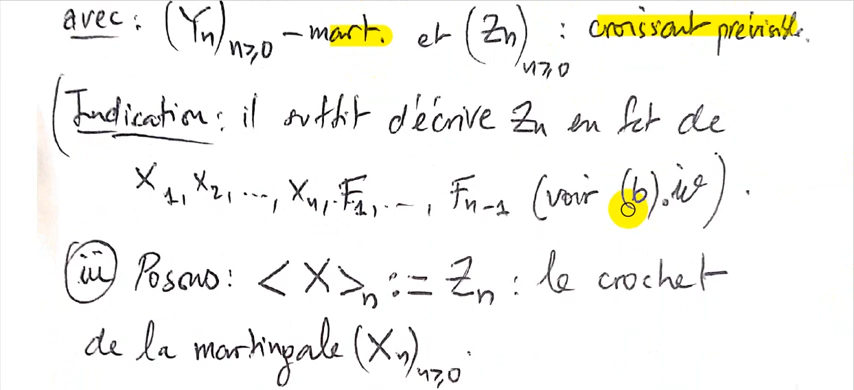 avec : (Yn)n≥0 - mart. et (Zn)n≥0 : croissant prévisible.
(Indication : il suffit d'écrire Zn en fct de
X1, X2, ..., Xn, F1, ..., Fn-1 (voir (b).iv).
(iii) Posons : <X>n := Zn : le crochet
de la martingale (Xn)n≥0.